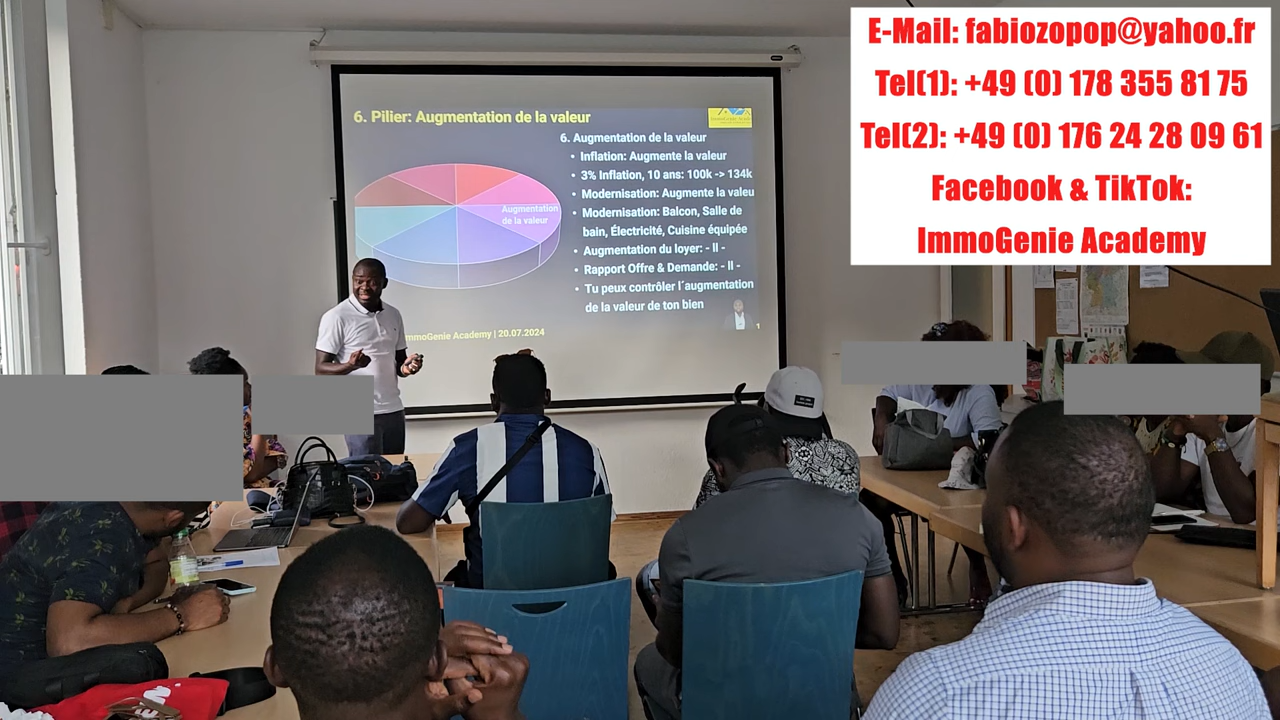 E-Mail: fabiozopop@yahoo.fr
Tel(1): +49 (0) 178 355 81 75
Tel(2): +49 (0) 176 24 28 09 61
Facebook & TikTok:
ImmoGenie Academy
6. Pilier: Augmentation de la valeur
6. Augmentation de la valeur
• Inflation: Augmente la valeur
• 3% Inflation, 10 ans: 100k -> 134k
• Modernisation: Augmente la valeu
• Modernisation: Balcon, Salle de
bain, Électricité, Cuisine équipée
• Augmentation du loyer: - II -
• Rapport Offre & Demande: - II -
• Tu peux contrôler l´augmentation
de la valeur de ton bien
Augmentation
de la valeur
mmoGenie Academy | 20.07.2024
1